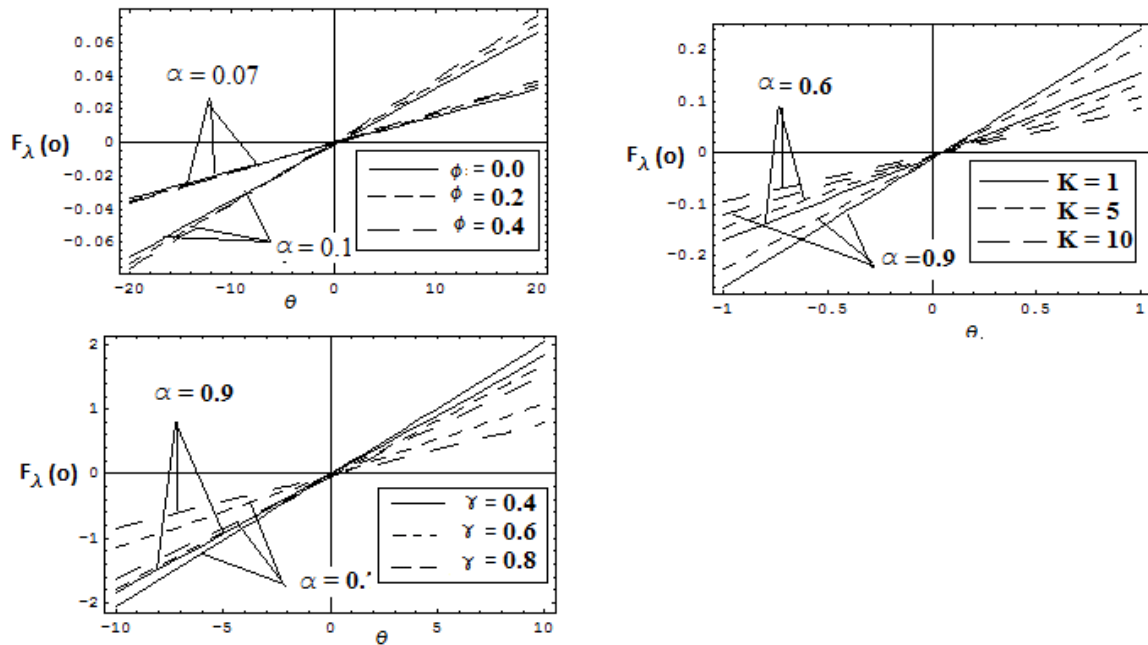 0.06
0.04
0.02
0
-0.02
-0.04
-0.06
F λ (o)
α = 0.07
α = 0.1
ϕ : 0.0
ϕ = 0.2
ϕ = 0.4
-20 -10 0 10 20
θ
0.2
0.1
0
-0.1
-0.2
F λ (o)
α = 0.6
α = 0.9
K = 1
K = 5
K = 10
-1 -0.5 0 0.5 1
θ.
2
1
0
-1
-2
F λ (o)
α = 0.9
α = 0.
γ = 0.4
γ = 0.6
γ = 0.8
-10 -5 0 5 10
θ